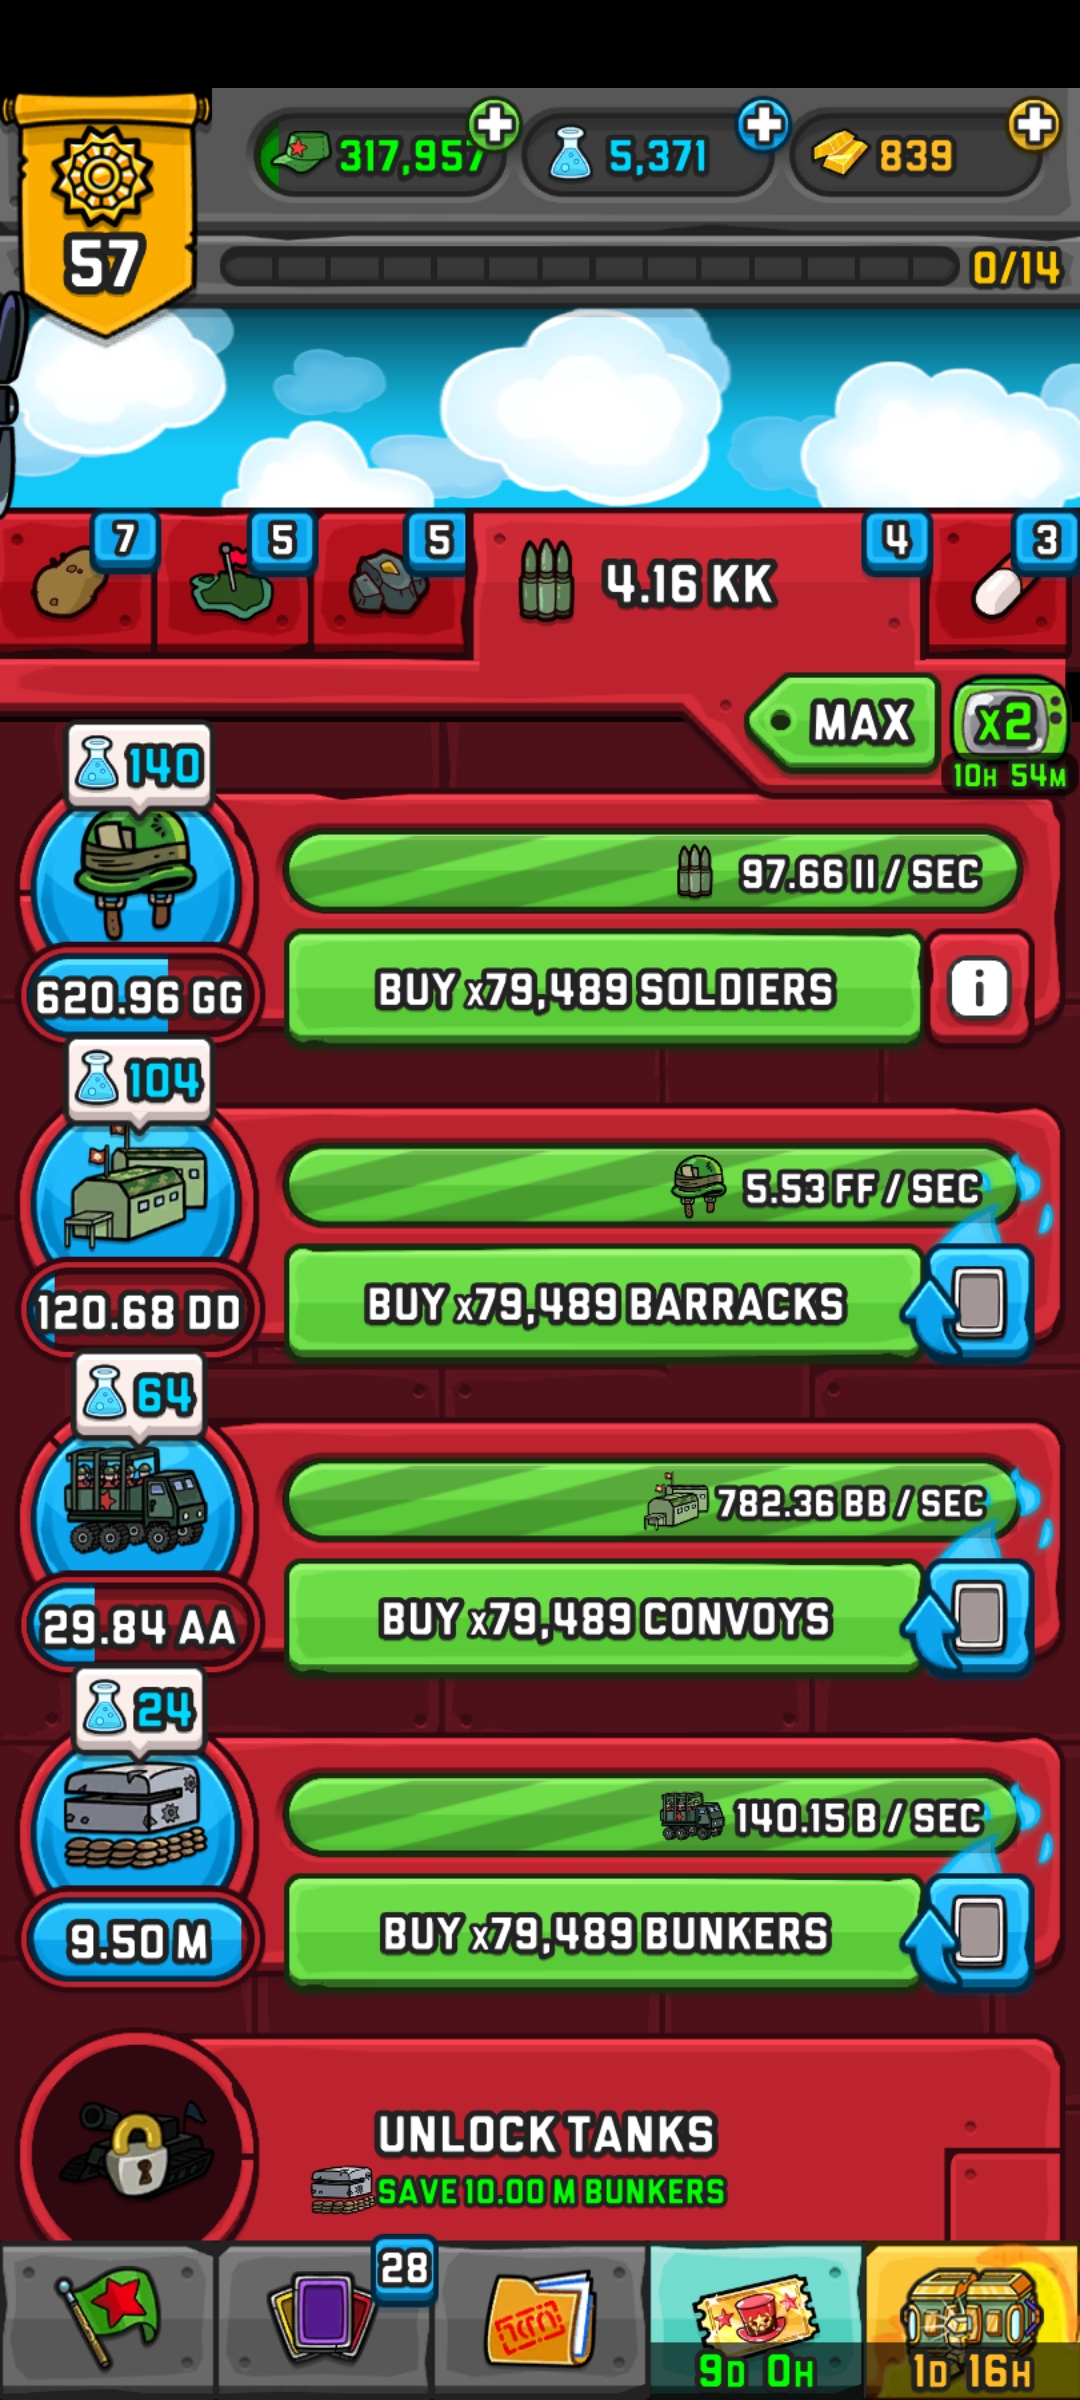 317,957
5,371
839
57
0/14
7
5
5
4.16 KK
4
3
MAX
x2
10H 54M
140
97.66 II / SEC
620.96 GG
BUY x79,489 SOLDIERS
i
104
5.53 FF / SEC
120.68 DD
BUY x79,489 BARRACKS
64
782.36 BB / SEC
29.84 AA
BUY x79,489 CONVOYS
24
140.15 B / SEC
9.50 M
BUY x79,489 BUNKERS
UNLOCK TANKS
SAVE 10.00 M BUNKERS
28
9D 0H
1D 16H